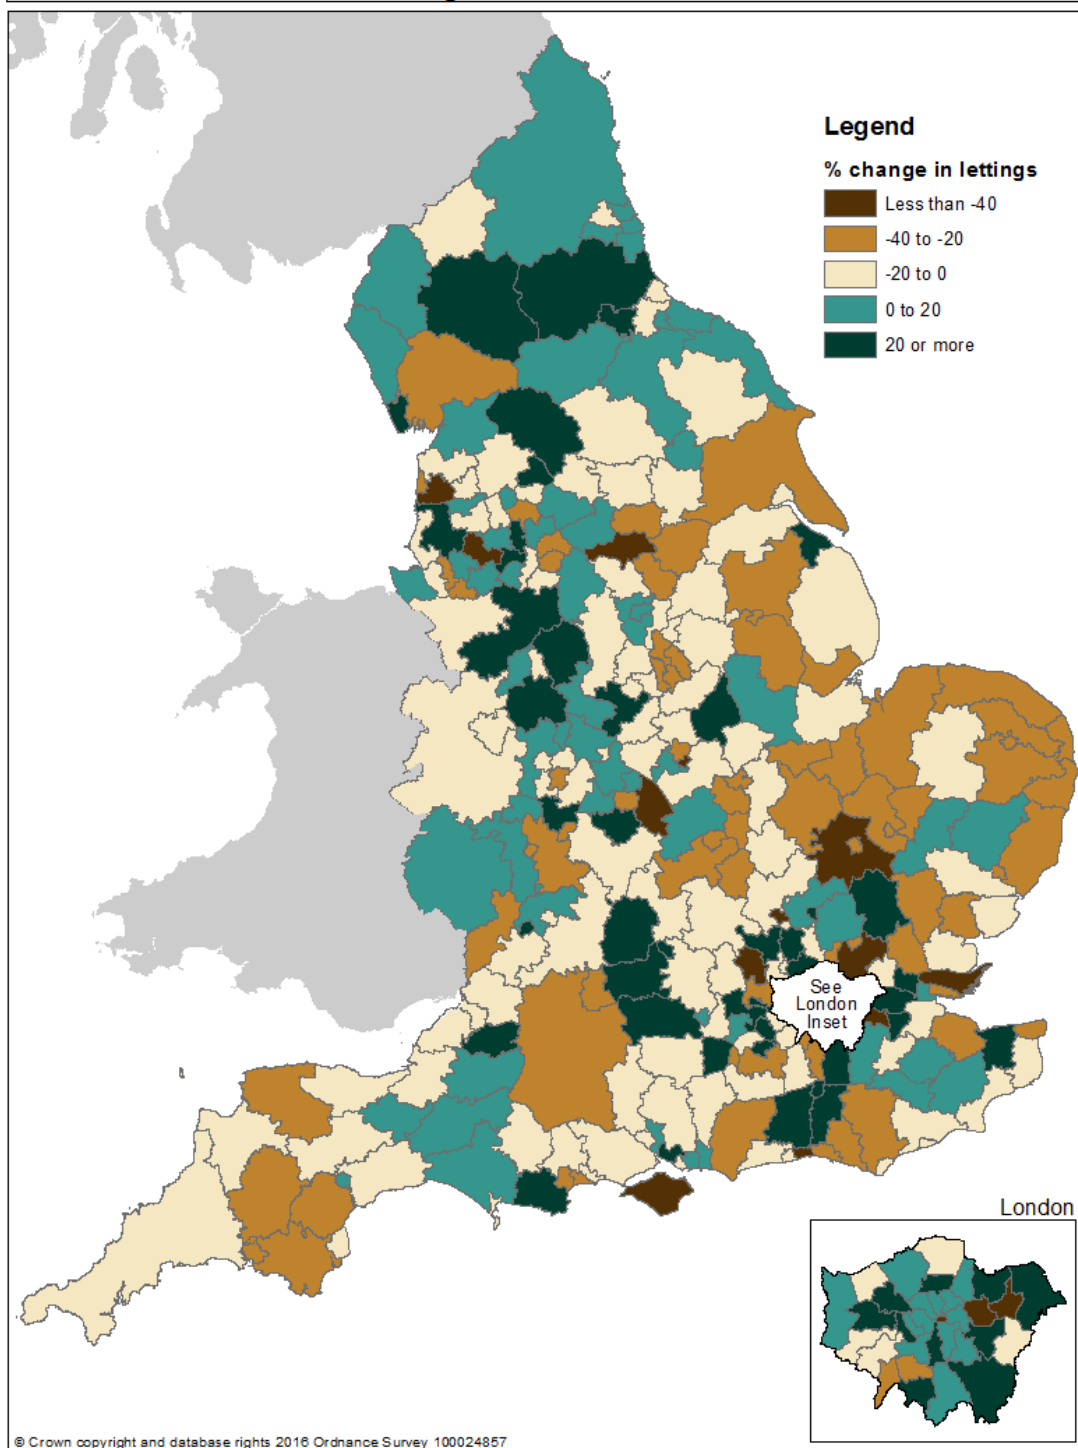 Legend
% change in lettings
Less than -40
-40 to -20
-20 to 0
0 to 20
20 or more
See
London
Inset
London
© Crown copyright and database rights 2016 Ordnance Survey 100024857